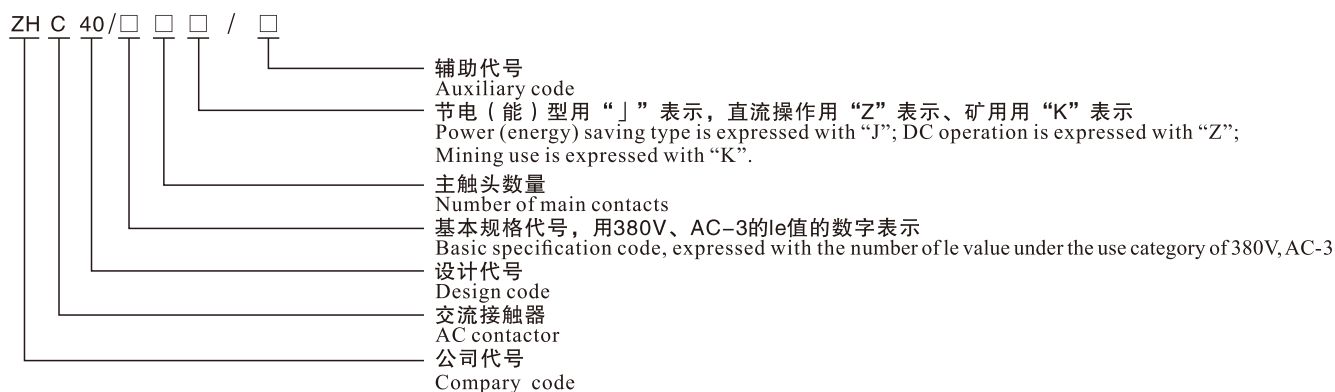 ZH C 40/□ □ □ / □
辅助代号
Auxiliary code
节电（能）型用“」”表示，直流操作用“Z”表示、矿用用“K”表示
Power (energy) saving type is expressed with “J”; DC operation is expressed with “Z”;
Mining use is expressed with “K”.
主触头数量
Number of main contacts
基本规格代号，用380V、AC-3的le值的数字表示
Basic specification code, expressed with the number of le value under the use category of 380V, AC-3
设计代号
Design code
交流接触器
AC contactor
公司代号
Compary code